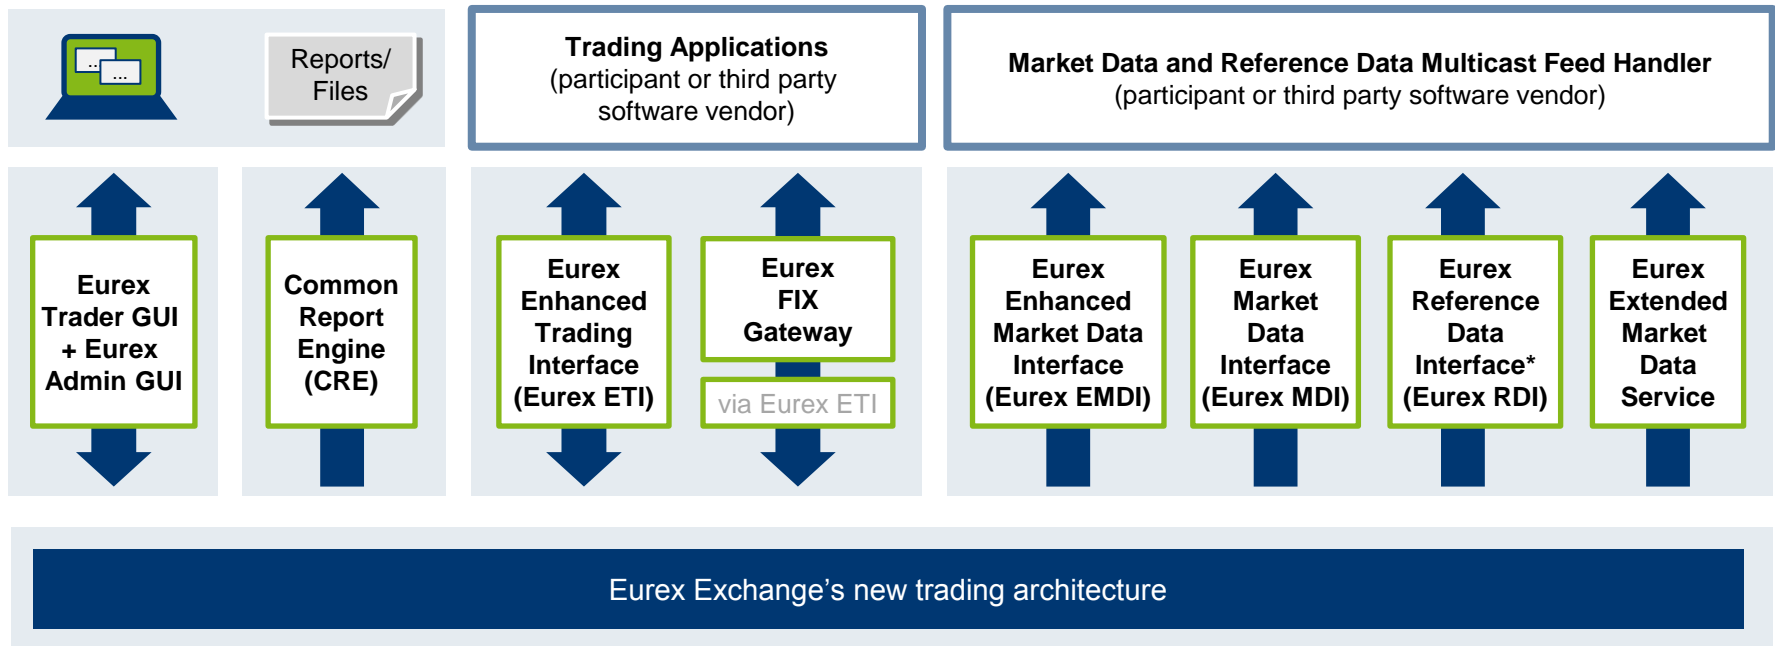 ...
...
Reports/
Files
Trading Applications
(participant or third party
software vendor)
Market Data and Reference Data Multicast Feed Handler
(participant or third party software vendor)
Eurex
Trader GUI
+ Eurex
Admin GUI
Common
Report
Engine
(CRE)
Eurex
Enhanced
Trading
Interface
(Eurex ETI)
Eurex
FIX
Gateway
via Eurex ETI
Eurex
Enhanced
Market Data
Interface
(Eurex EMDI)
Eurex
Market
Data
Interface
(Eurex MDI)
Eurex
Reference
Data
Interface*
(Eurex RDI)
Eurex
Extended
Market
Data
Service
Eurex Exchange’s new trading architecture